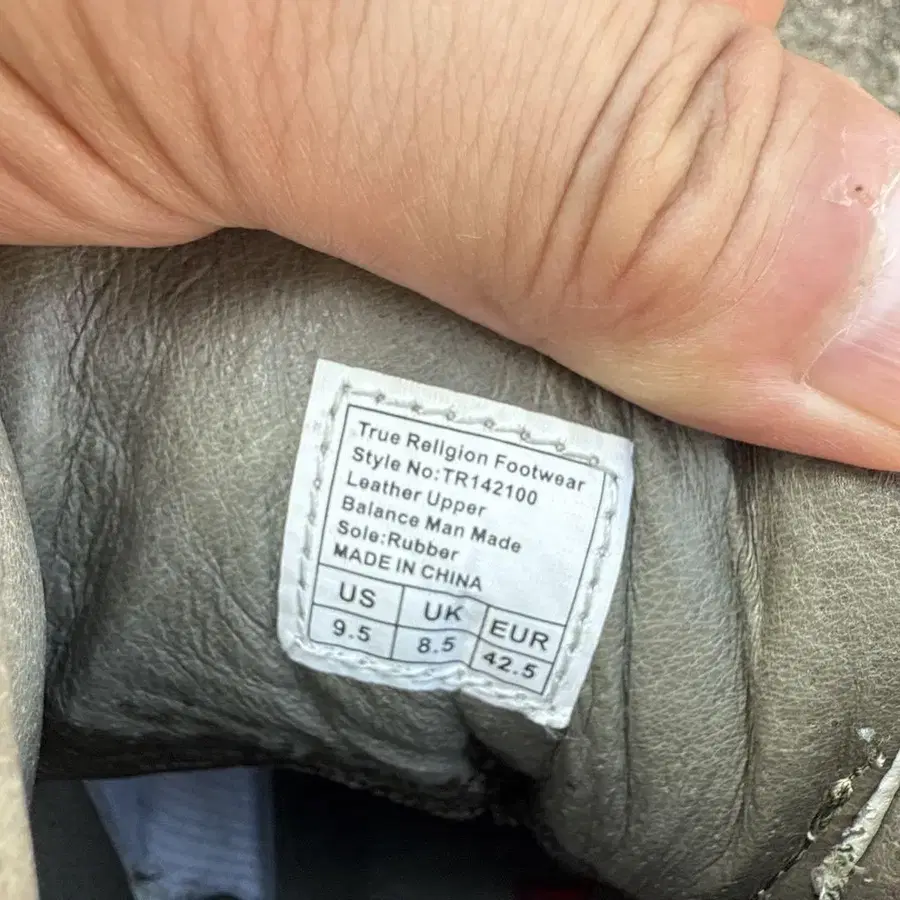 True Religion Footwear
Style No:TR142100
Leather Upper
Balance Man Made
Sole:Rubber
MADE IN CHINA
US UK EUR
9.5 8.5 42.5